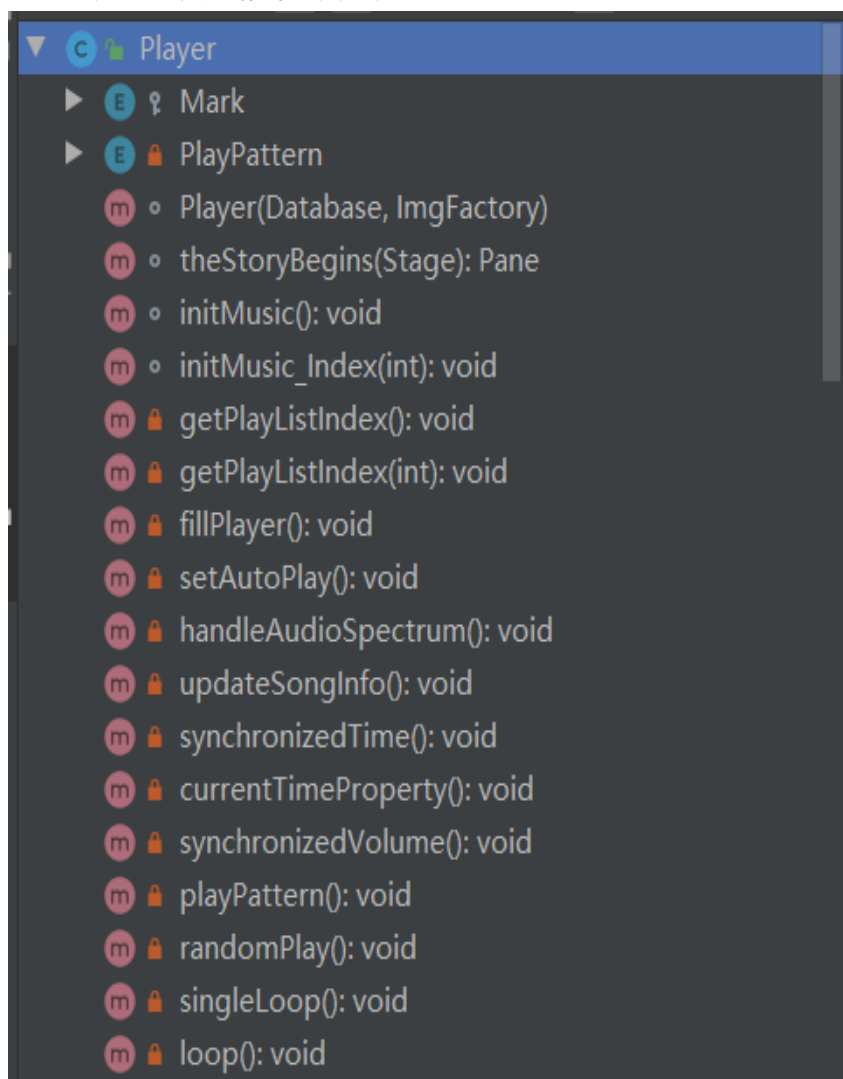 Player
Mark
PlayPattern
Player(Database, ImgFactory)
theStoryBegins(Stage): Pane
initMusic(): void
initMusic_Index(int): void
getPlayListIndex(): void
getPlayListIndex(int): void
fillPlayer(): void
setAutoPlay(): void
handleAudioSpectrum(): void
updateSongInfo(): void
synchronizedTime(): void
currentTimeProperty(): void
synchronizedVolume(): void
playPattern(): void
randomPlay(): void
singleLoop(): void
loop(): void